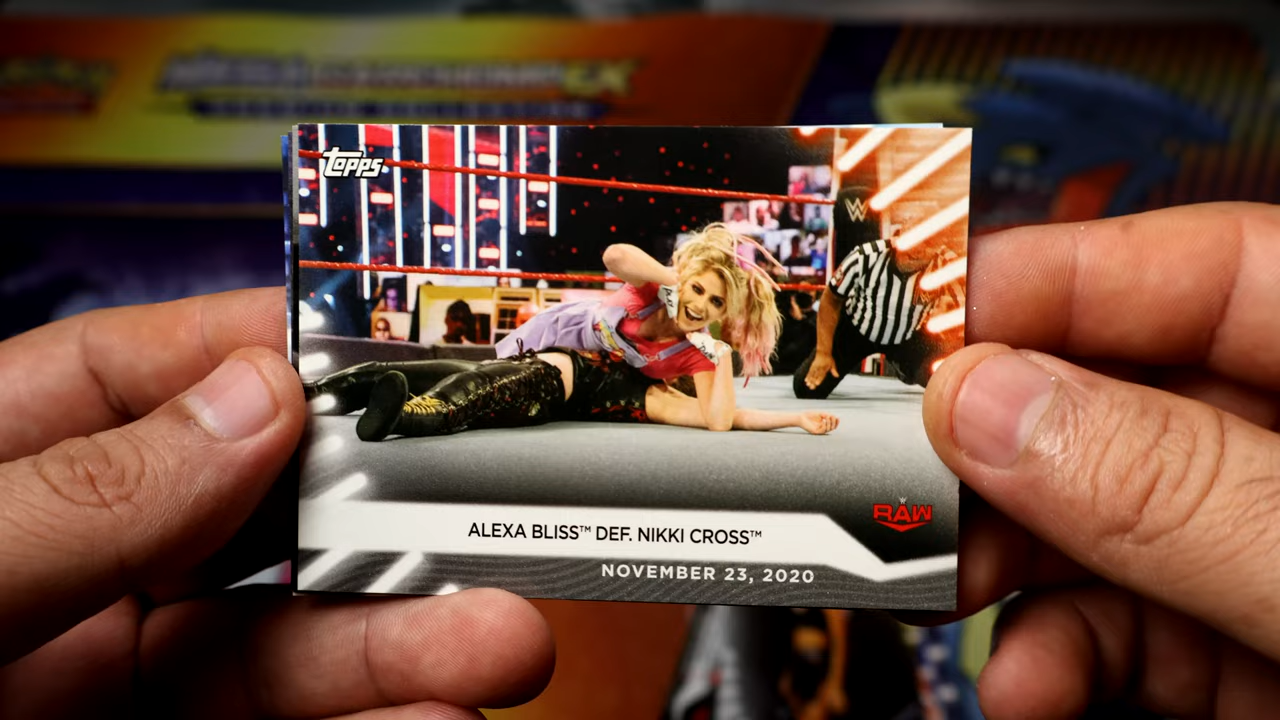 Topps
W
RAW
ALEXA BLISS™ DEF. NIKKI CROSS™
NOVEMBER 23, 2020